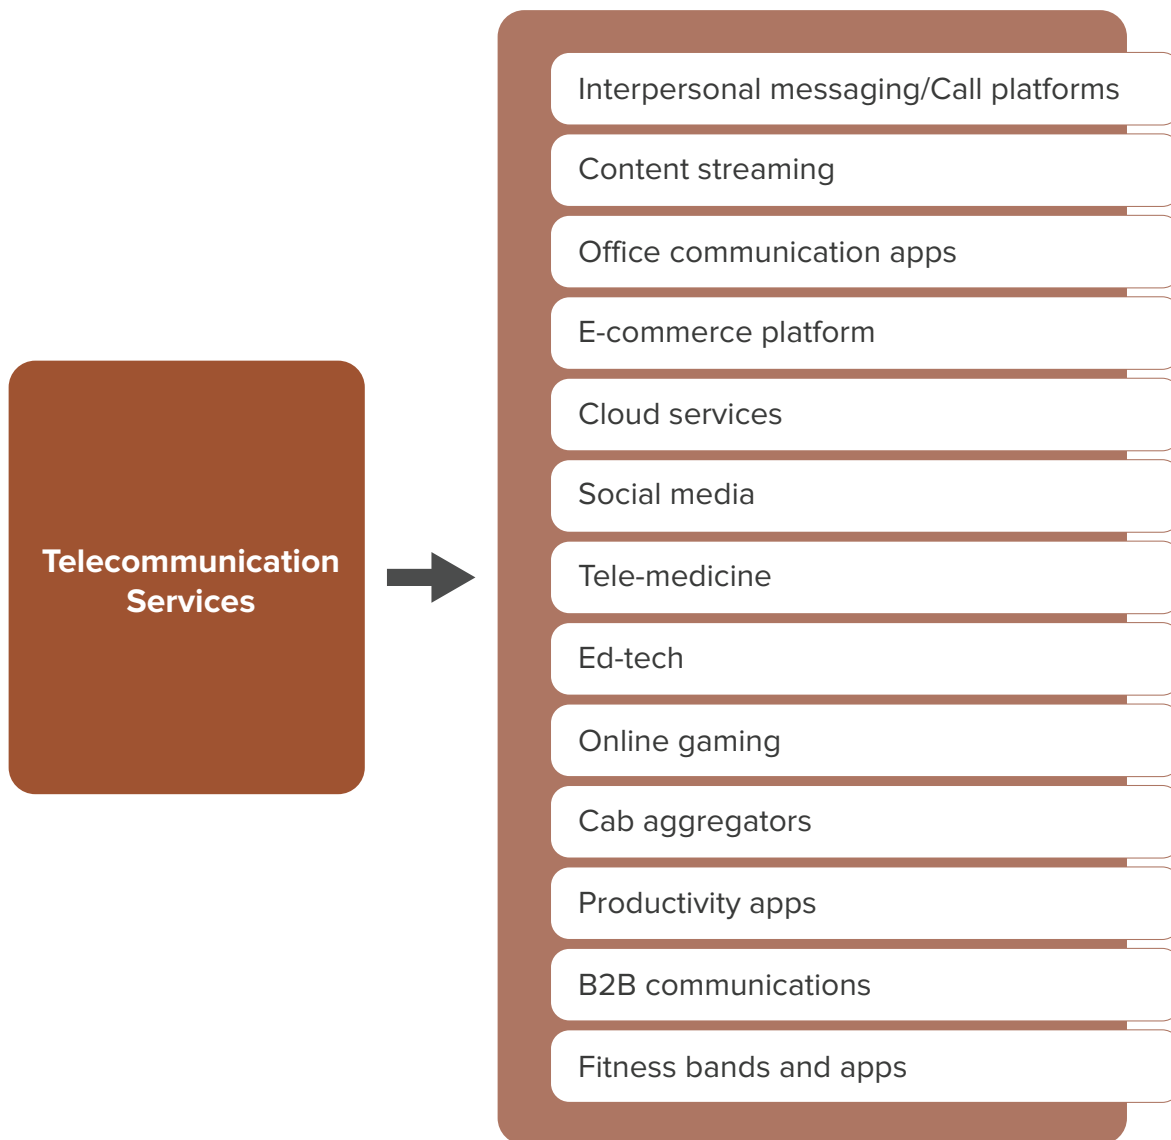 Telecommunication
Services
Interpersonal messaging/Call platforms
Content streaming
Office communication apps
E-commerce platform
Cloud services
Social media
Tele-medicine
Ed-tech
Online gaming
Cab aggregators
Productivity apps
B2B communications
Fitness bands and apps